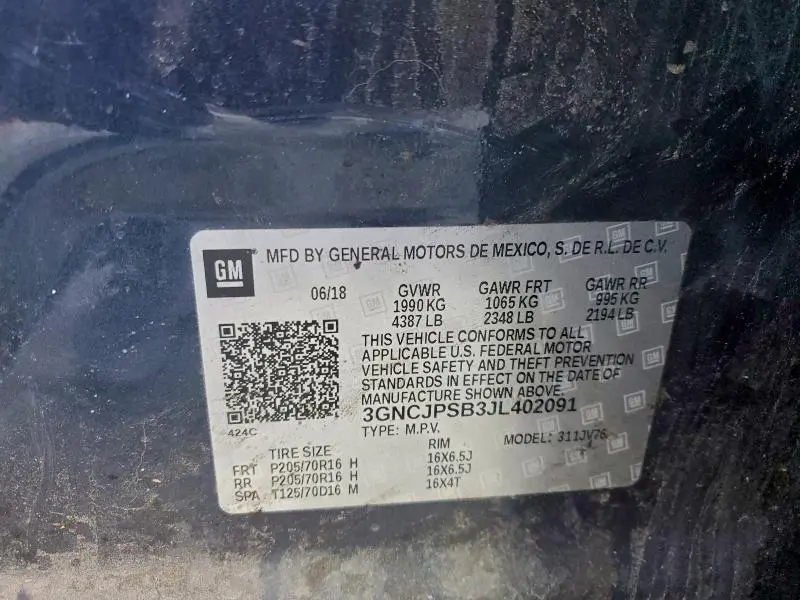 GM
MFD BY GENERAL MOTORS DE MEXICO, S. DE R.L. DE C.V.
06/18 GVWR GAWR FRT GAWR RR
1990 KG 1065 KG 995 KG
4387 LB 2348 LB 2194 LB
THIS VEHICLE CONFORMS TO ALL
APPLICABLE U.S. FEDERAL MOTOR
VEHICLE SAFETY AND THEFT PREVENTION
STANDARDS IN EFFECT ON THE DATE OF
MANUFACTURE SHOWN ABOVE.
3GNCJPSB3JL402091
424C
TYPE: M.P.V. MODEL: 311JV76
TIRE SIZE RIM
FRT P205/70R16 H 16X6.5J
RR P205/70R16 H 16X6.5J
SPA T125/70D16 M 16X4T